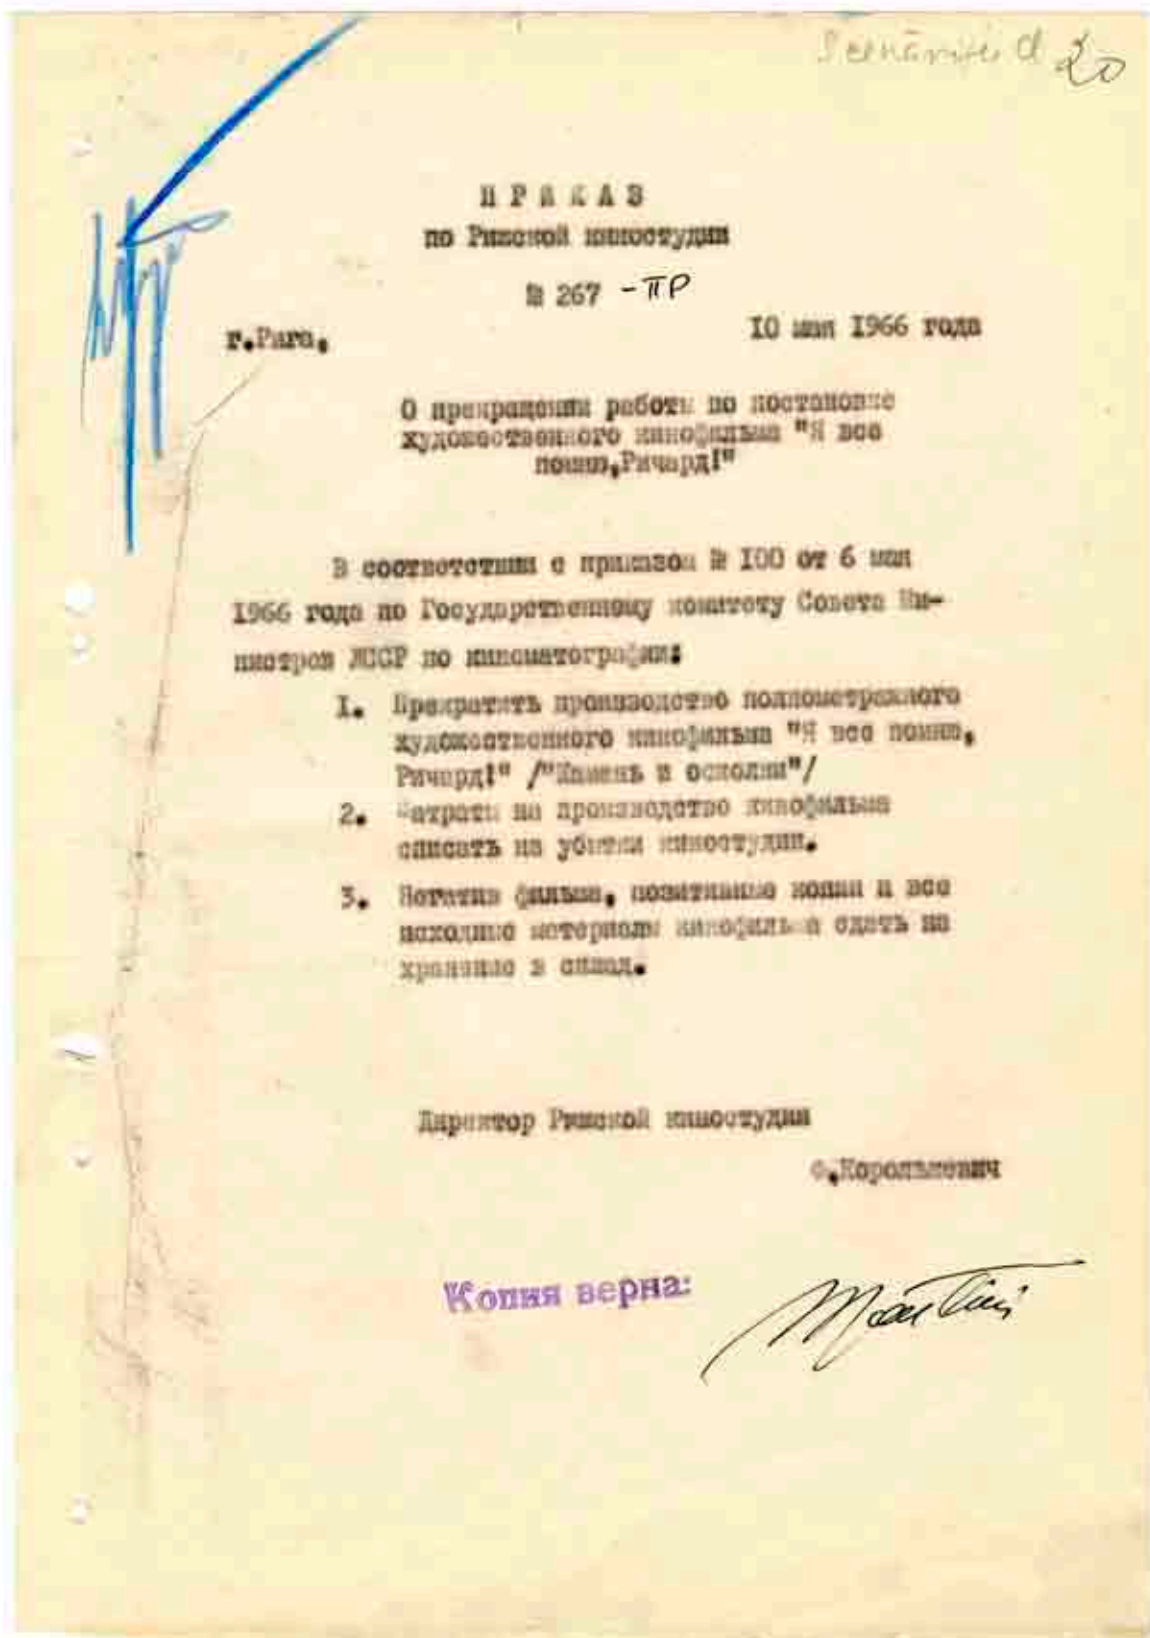 20
ПРИКАЗ
по Рижской киностудии
№ 267 -ПР
г.Рига.
10 мая 1966 года
О прекращении работы по постановке
художественного кинофильма "Я все
помню,Ричард!"
В соответствии с приказом № 100 от 6 мая
1966 года по Государственному комитету Совета Ми-
нистров ЛССР по кинематографии:
1. Прекратить производство полнометражного
художественного кинофильма "Я все помню,
Ричард!" /"Камень и осколки"/
2. Затраты на производство кинофильма
списать на убытки киностудии.
3. Негатив фильма, позитивные копии и все
исходные материалы кинофильма сдать на
хранение в склад.
Директор Рижской киностудии
Ф.Королькевич
Копия верна: